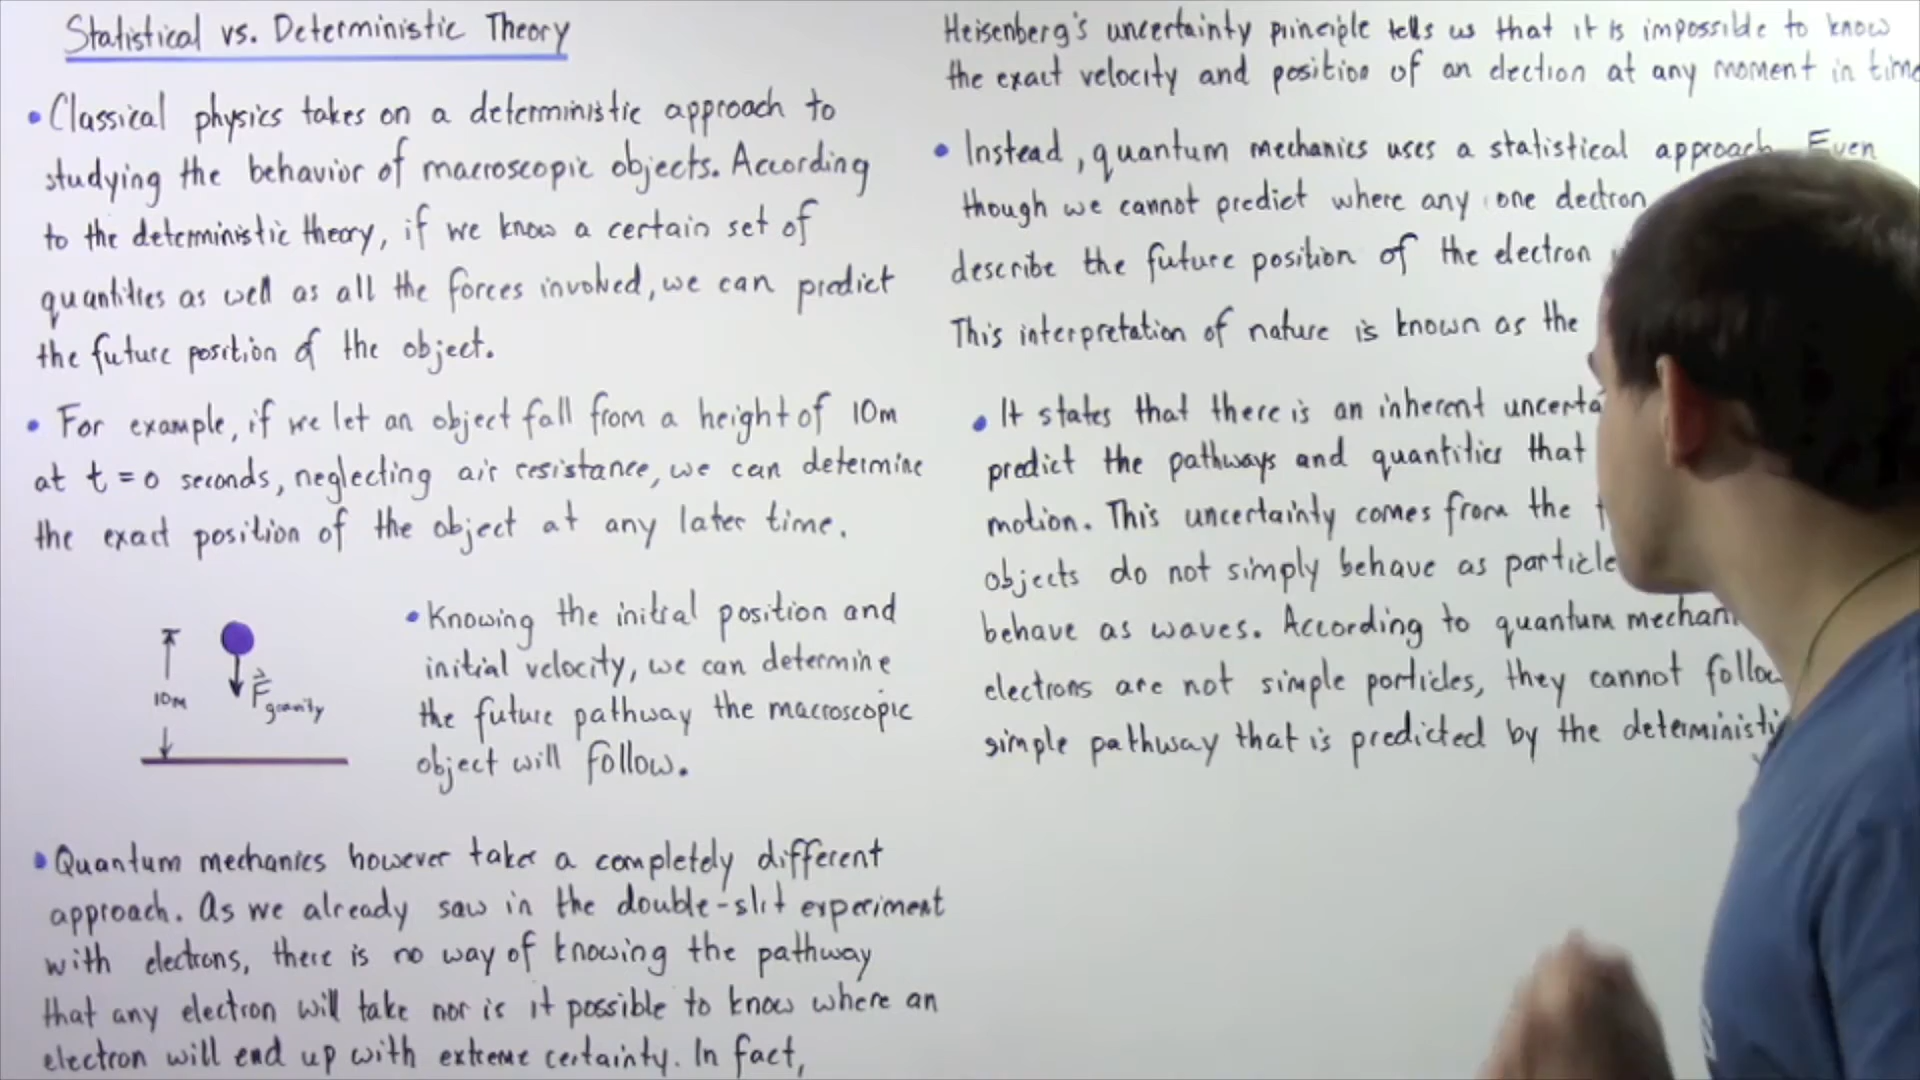 Statistical vs. Deterministic Theory
• Classical physics takes on a deterministic approach to
studying the behavior of macroscopic objects. According
to the deterministic theory, if we know a certain set of
quantities as well as all the forces involved, we can predict
the future position of the object.
• For example, if we let an object fall from a height of 10m
at t = 0 seconds, neglecting air resistance, we can determine
the exact position of the object at any later time.
10m
F gravity
• Knowing the initial position and
initial velocity, we can determine
the future pathway the macroscopic
object will follow.
• Quantum mechanics however takes a completely different
approach. As we already saw in the double-slit experiment
with electrons, there is no way of knowing the pathway
that any electron will take nor is it possible to know where an
electron will end up with extreme certainty. In fact,
Heisenberg's uncertainty principle tells us that it is impossible to know
the exact velocity and position of an electron at any moment in time
• Instead, quantum mechanics uses a statistical approach. Even
though we cannot predict where any one electron
describe the future position of the electron
This interpretation of nature is known as the
• It states that there is an inherent uncerta
predict the pathways and quantities that
motion. This uncertainty comes from the
objects do not simply behave as particle
behave as waves. According to quantum mechan
electrons are not simple particles, they cannot follow
simple pathway that is predicted by the deterministi